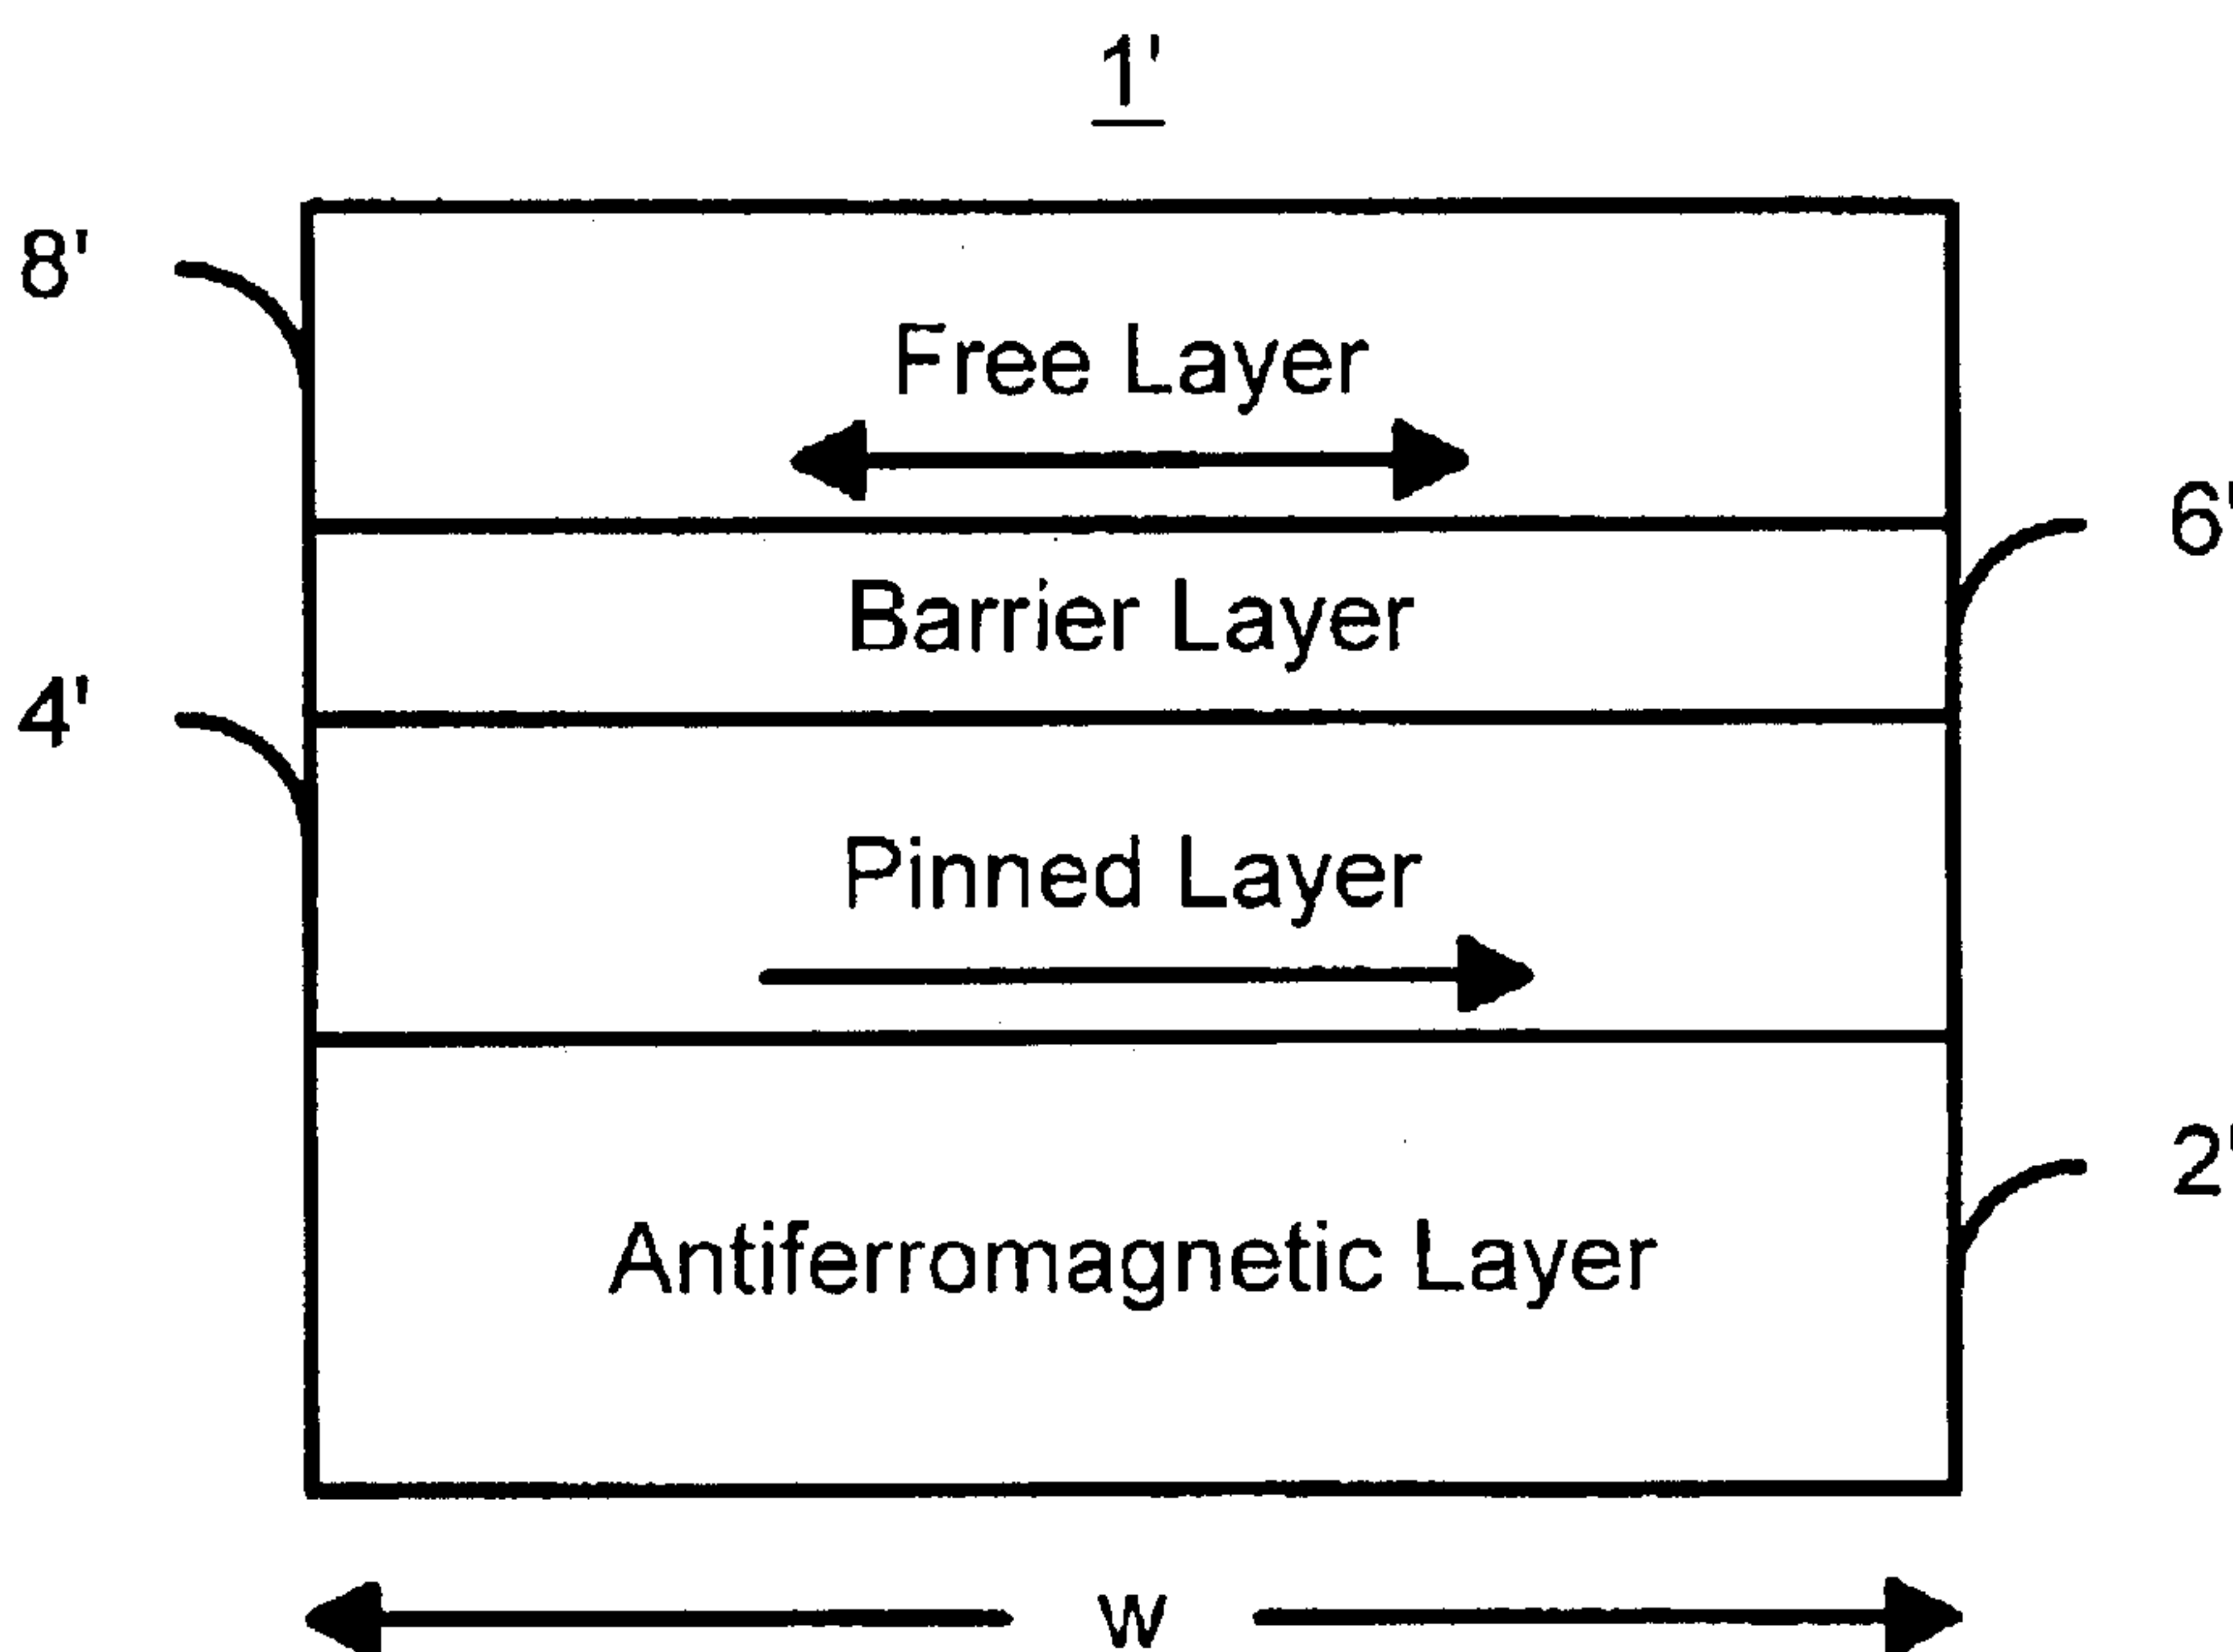 1'
8'
Free Layer
6'
Barrier Layer
4'
Pinned Layer
2'
Antiferromagnetic Layer
w